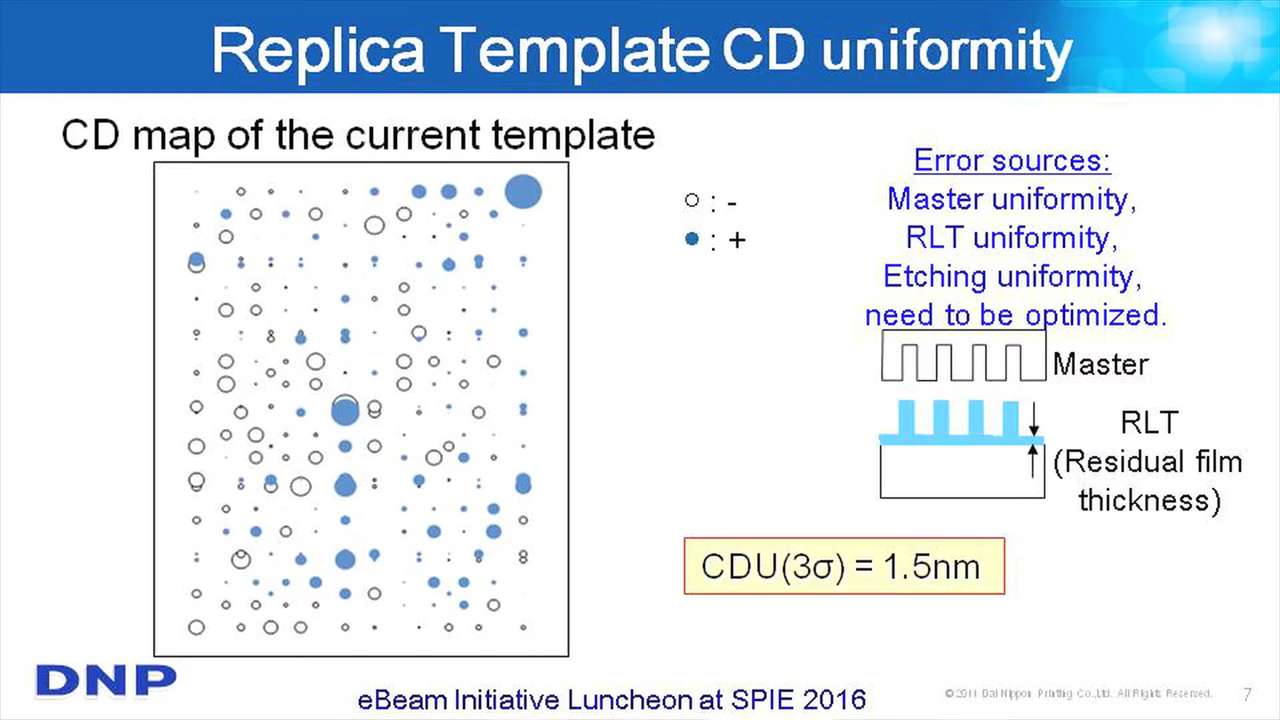 Replica Template CD uniformity
CD map of the current template
○ : -
● : +
Error sources:
Master uniformity,
RLT uniformity,
Etching uniformity,
need to be optimized.
Master
RLT
(Residual film
thickness)
CDU(3σ) = 1.5nm
DNP
eBeam Initiative Luncheon at SPIE 2016
©2011 Dai Nippon Printing Co.,Ltd. All Rights Reserved.
7